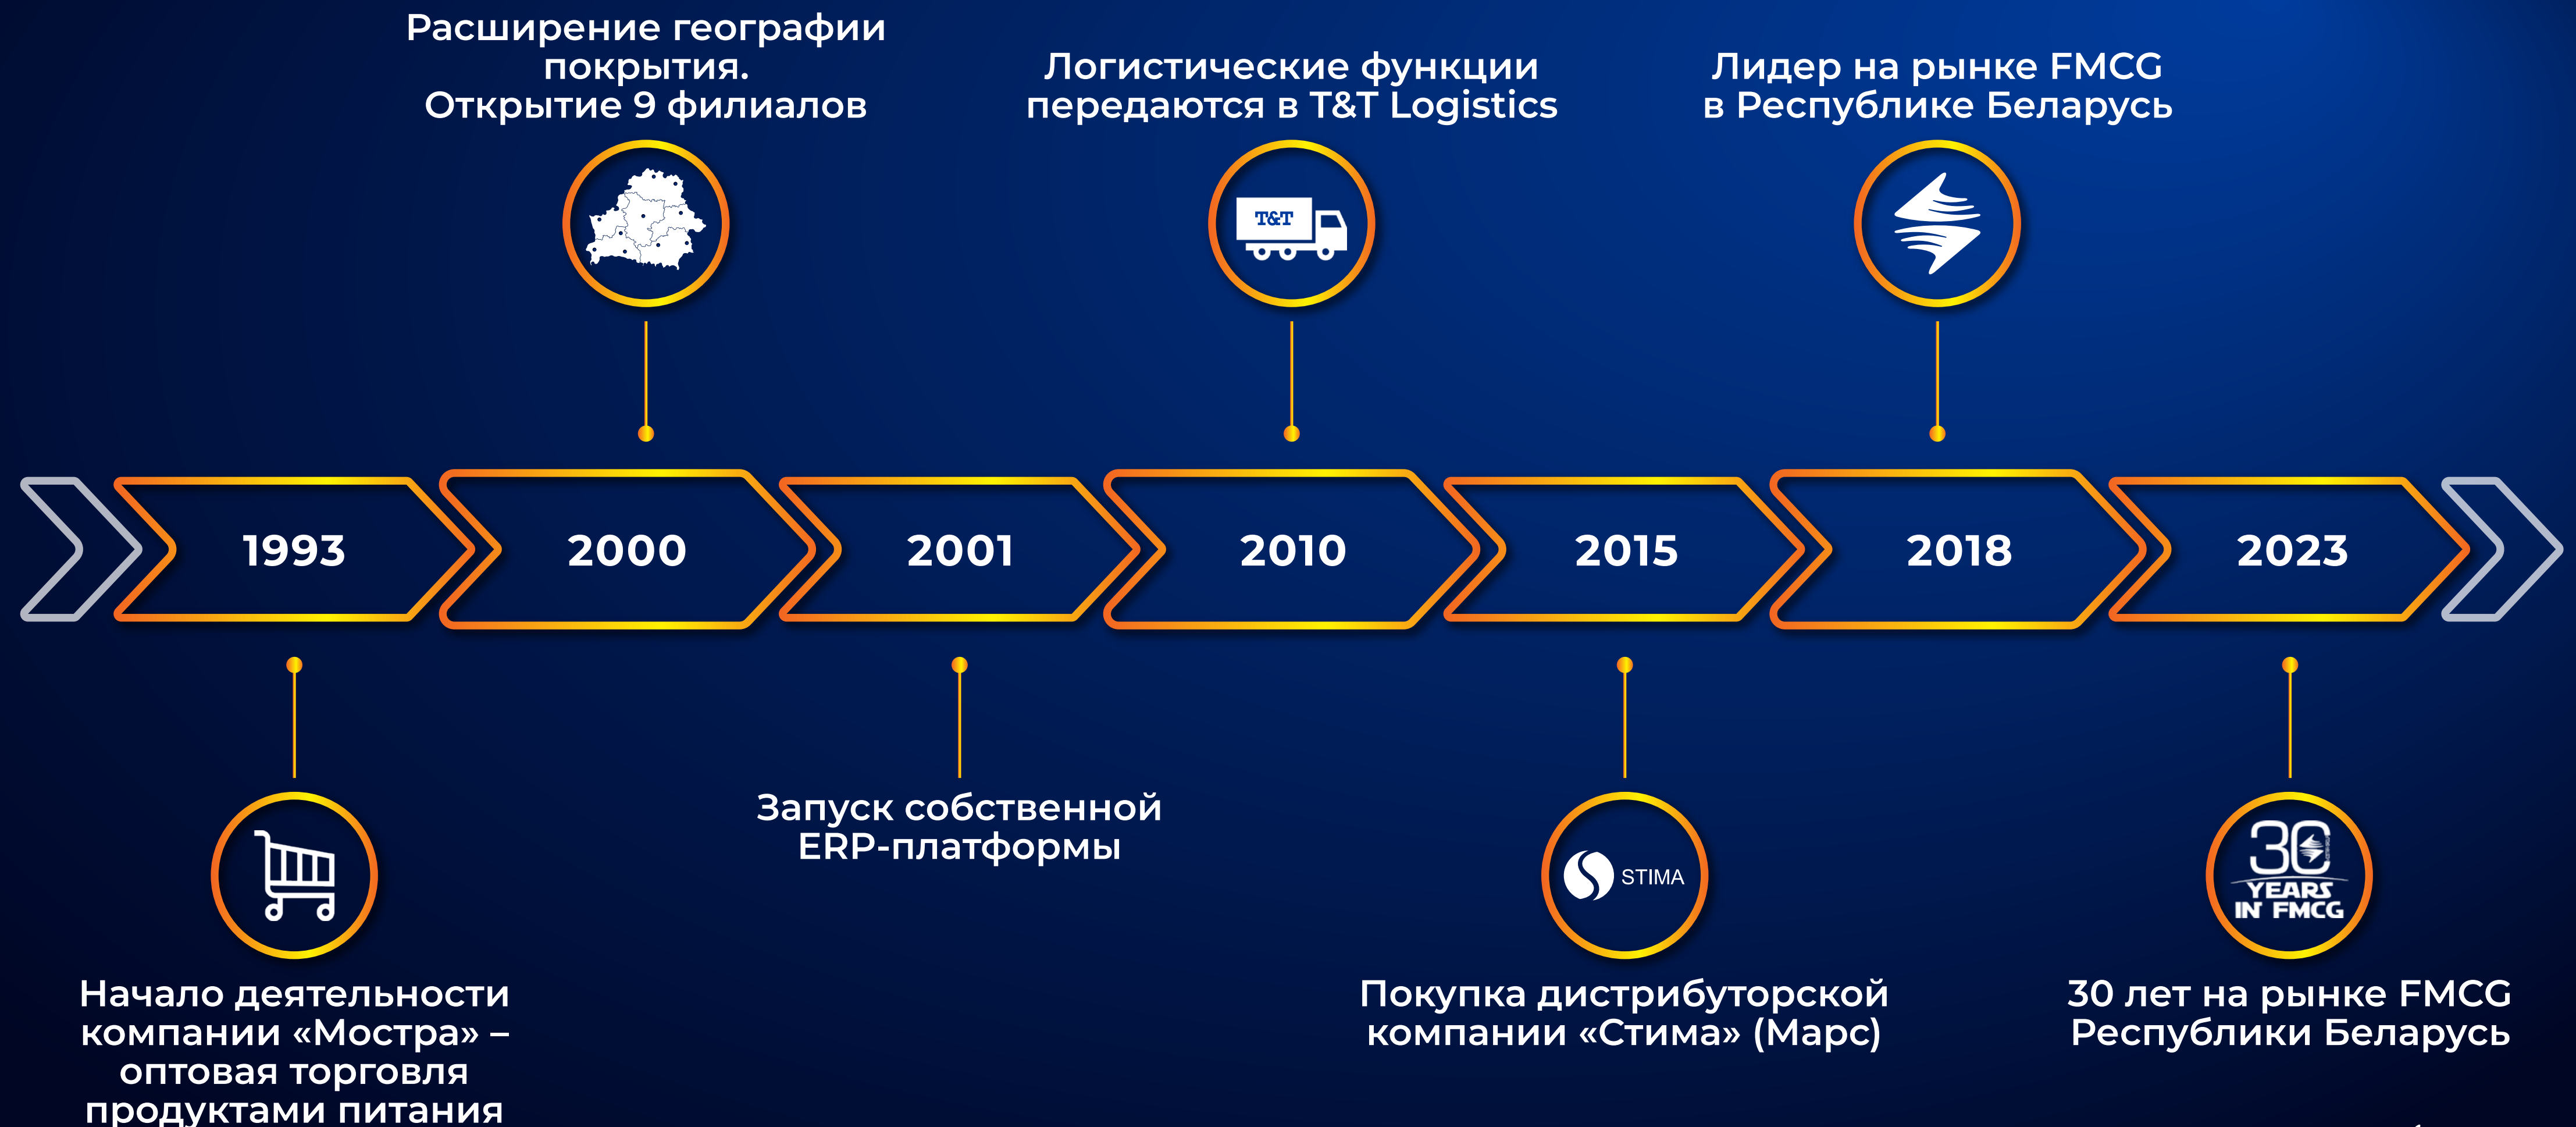 Расширение географии
покрытия.
Открытие 9 филиалов
Логистические функции
передаются в T&T Logistics
Лидер на рынке FMCG
в Республике Беларусь
T&T
1993
2000
2001
2010
2015
2018
2023
Запуск собственной
ERP-платформы
STIMA
30
YEARS
IN FMCG
Начало деятельности
компании «Мостра» –
оптовая торговля
продуктами питания
Покупка дистрибуторской
компании «Стима» (Марс)
30 лет на рынке FMCG
Республики Беларусь